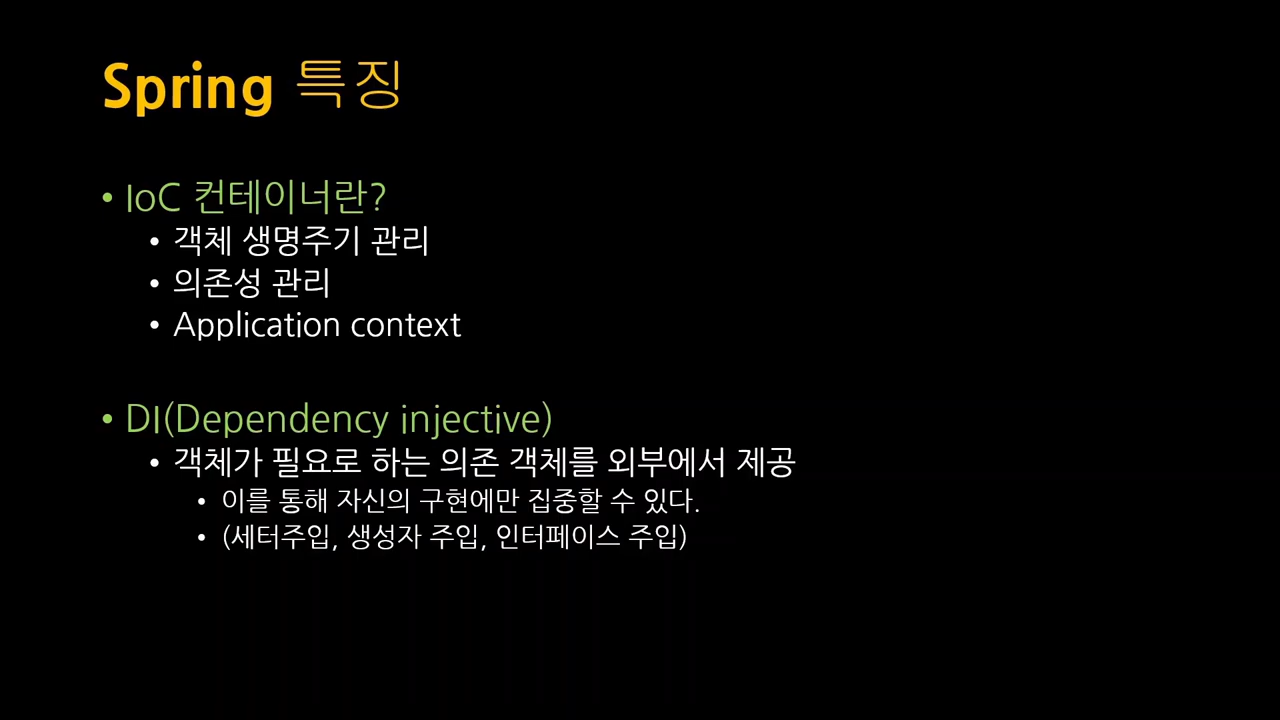 Spring 특징
• IoC 컨테이너란?
• 객체 생명주기 관리
• 의존성 관리
• Application context
• DI(Dependency injective)
• 객체가 필요로 하는 의존 객체를 외부에서 제공
• 이를 통해 자신의 구현에만 집중할 수 있다.
• (세터주입, 생성자 주입, 인터페이스 주입)